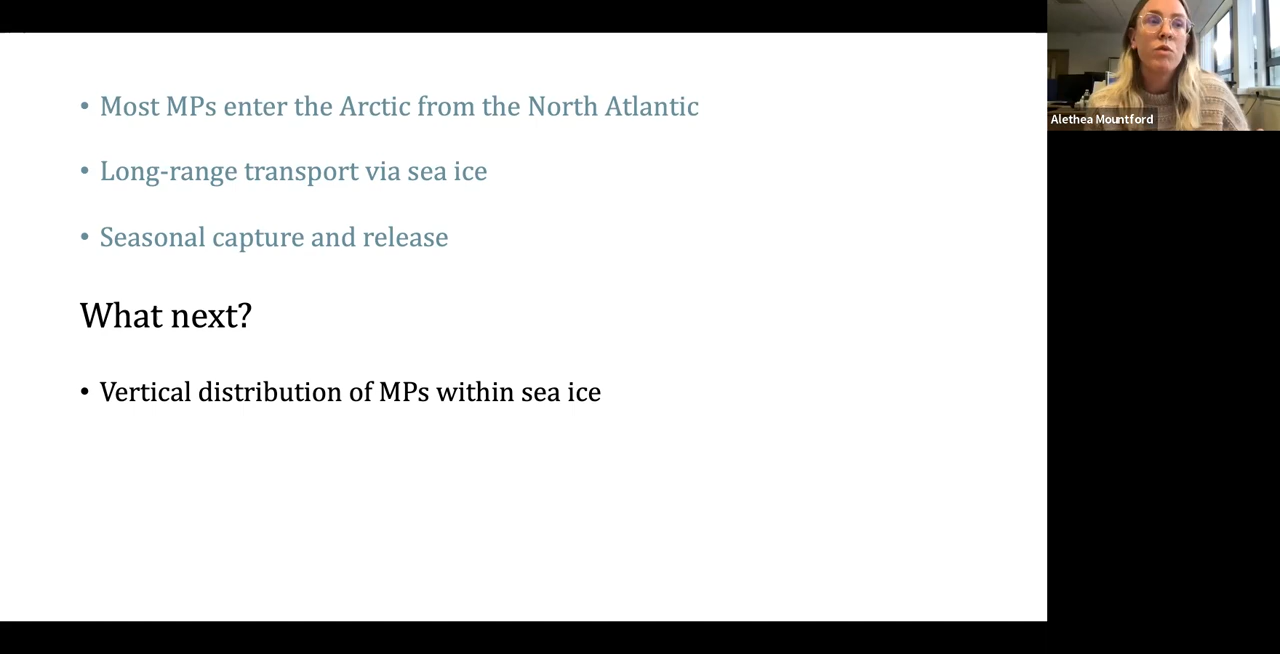 • Most MPs enter the Arctic from the North Atlantic
• Long-range transport via sea ice
• Seasonal capture and release
What next?
• Vertical distribution of MPs within sea ice
Alethea Mountford